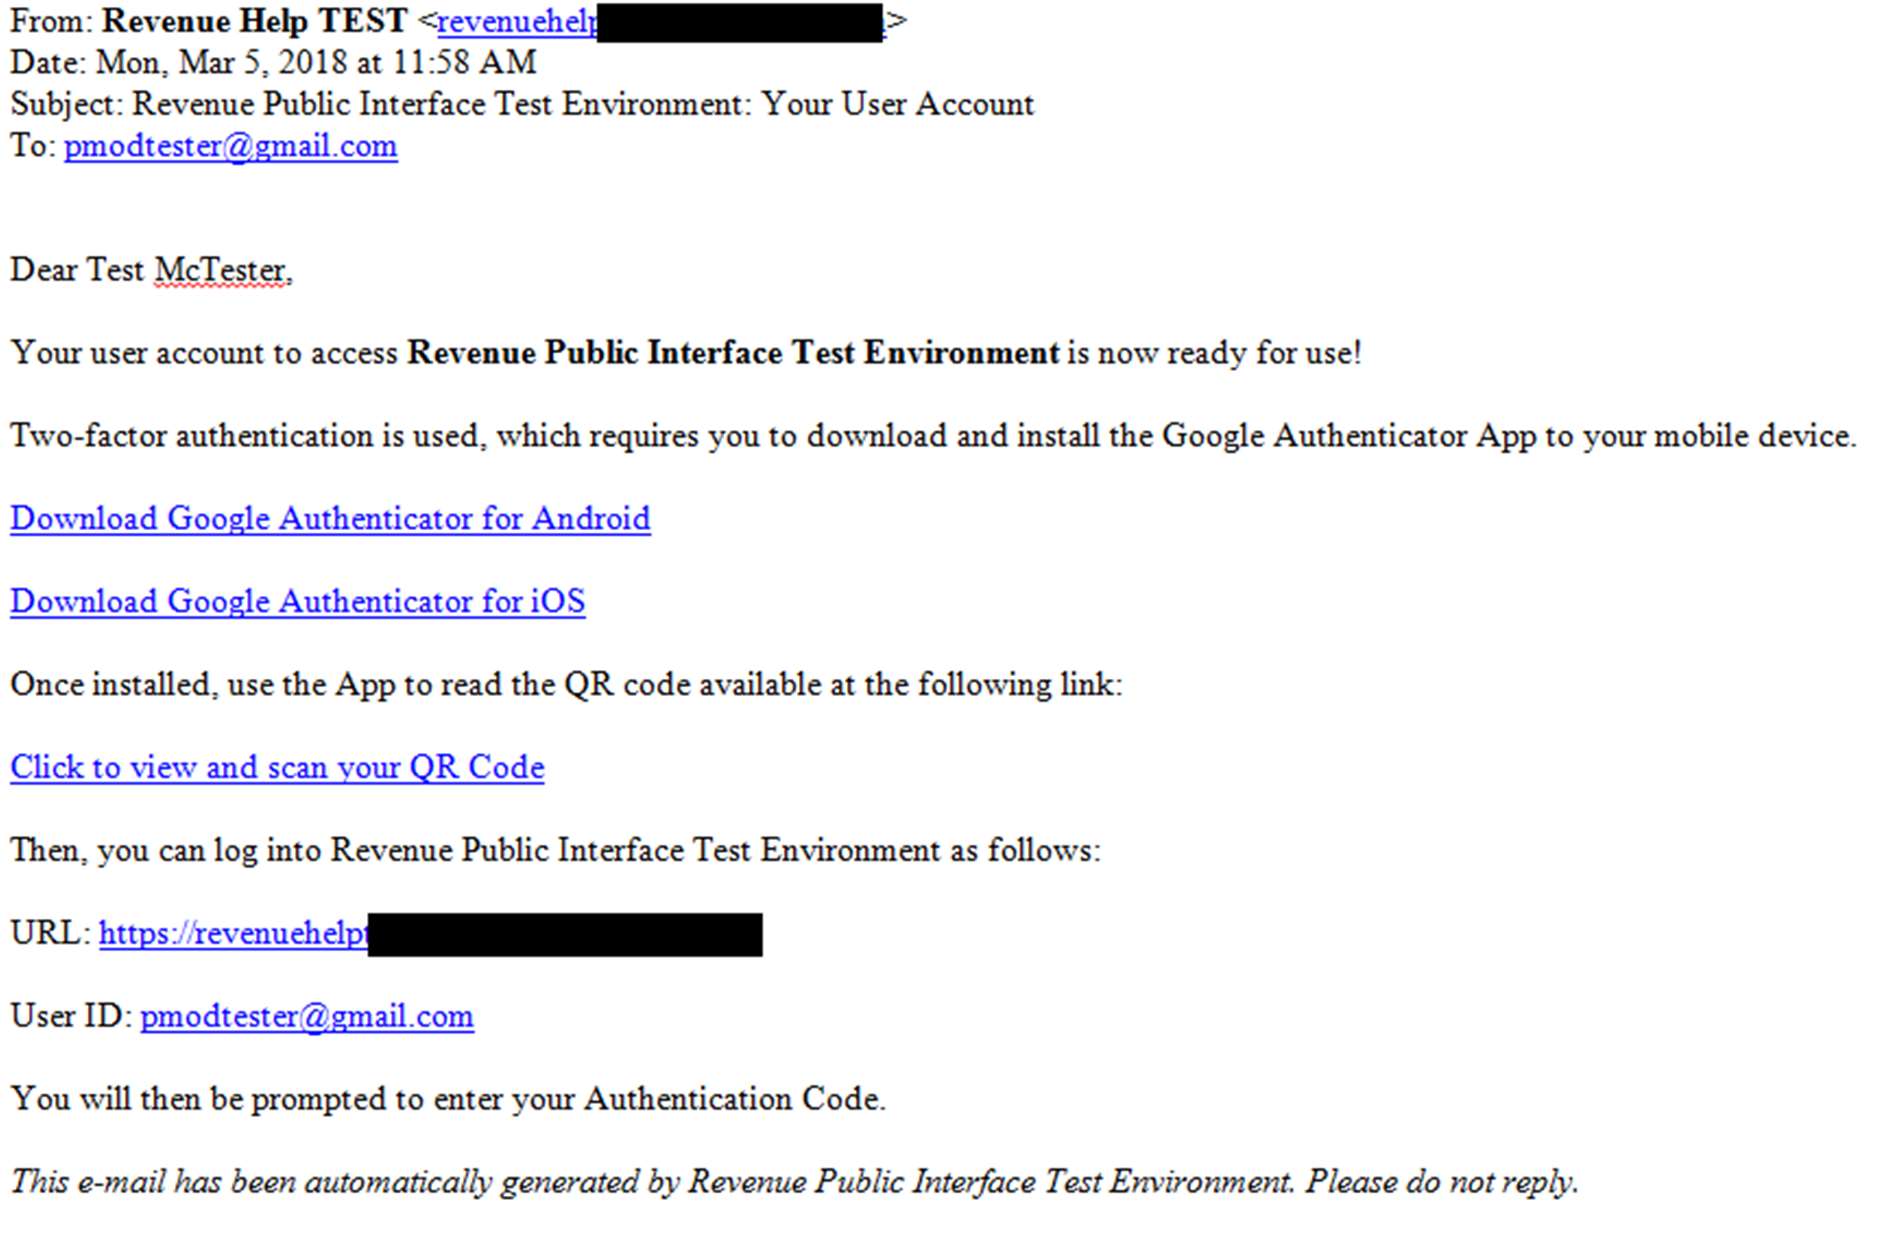 From: Revenue Help TEST <revenuehelp >
Date: Mon, Mar 5, 2018 at 11:58 AM
Subject: Revenue Public Interface Test Environment: Your User Account
To: pmodtester@gmail.com
Dear Test McTester,
Your user account to access Revenue Public Interface Test Environment is now ready for use!
Two-factor authentication is used, which requires you to download and install the Google Authenticator App to your mobile device.
Download Google Authenticator for Android
Download Google Authenticator for iOS
Once installed, use the App to read the QR code available at the following link:
Click to view and scan your QR Code
Then, you can log into Revenue Public Interface Test Environment as follows:
URL: https://revenuehelp
User ID: pmodtester@gmail.com
You will then be prompted to enter your Authentication Code.
This e-mail has been automatically generated by Revenue Public Interface Test Environment. Please do not reply.